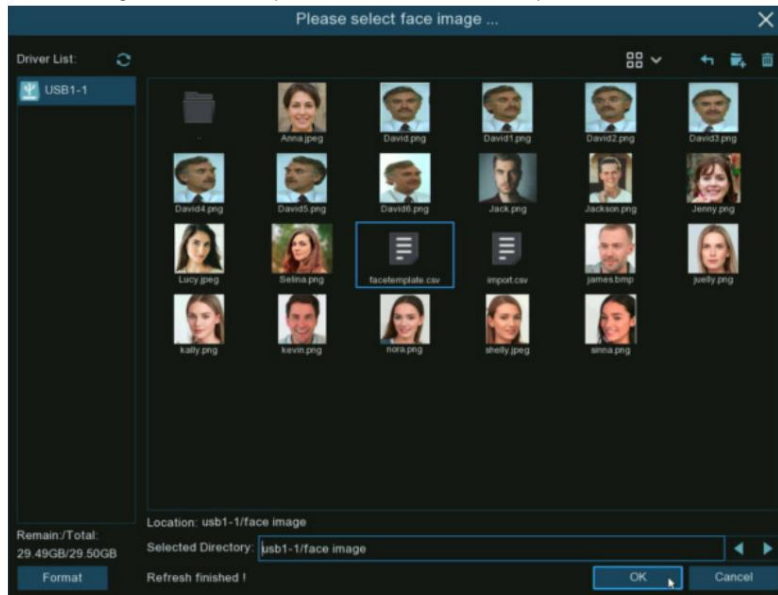 Please select face image ...
Driver List:
USB1-1
..
Anna.jpeg David.png David1.png David2.png David3.png
David4.png David5.png David6.png Jack.png Jackson.png Jenny.png
Lucy.jpeg Selina.png facetemplate.csv import.csv james.bmp juelly.png
kally.png kevin.png nora.png shelly.jpeg sinna.png
Location: usb1-1/face image
Remain:/Total:
29.49GB/29.50GB
Selected Directory: usb1-1/face image
Format
Refresh finished !
OK
Cancel